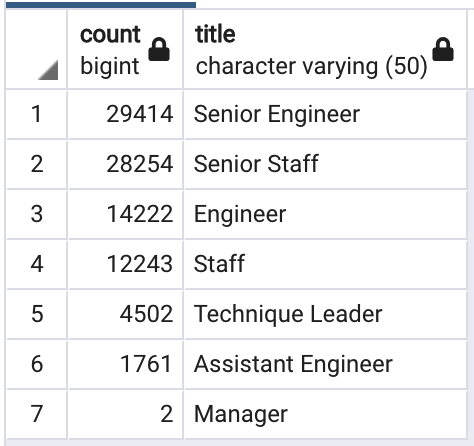 count title
bigint character varying (50)
1 29414 Senior Engineer
2 28254 Senior Staff
3 14222 Engineer
4 12243 Staff
5 4502 Technique Leader
6 1761 Assistant Engineer
7 2 Manager